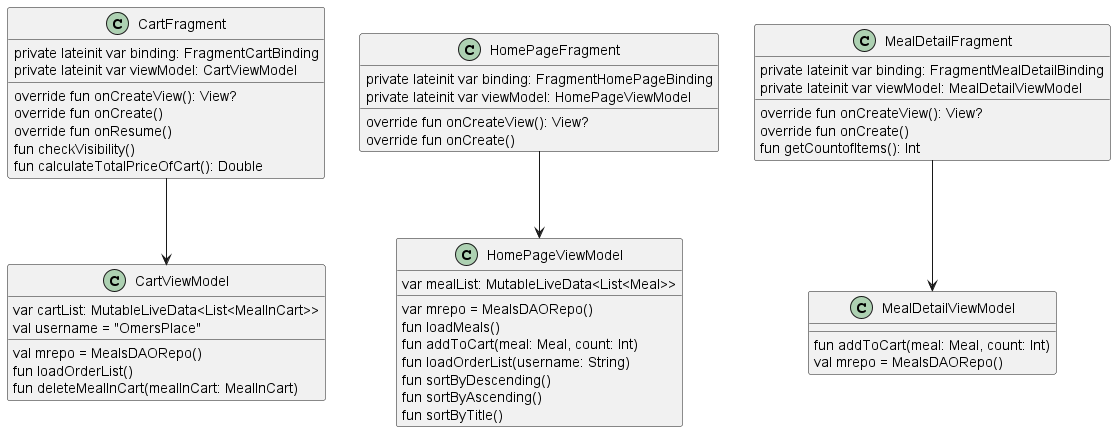 C CartFragment
private lateinit var binding: FragmentCartBinding
private lateinit var viewModel: CartViewModel
override fun onCreateView(): View?
override fun onCreate()
override fun onResume()
fun checkVisibility()
fun calculateTotalPriceOfCart(): Double
C HomePageFragment
private lateinit var binding: FragmentHomePageBinding
private lateinit var viewModel: HomePageViewModel
override fun onCreateView(): View?
override fun onCreate()
C MealDetailFragment
private lateinit var binding: FragmentMealDetailBinding
private lateinit var viewModel: MealDetailViewModel
override fun onCreateView(): View?
override fun onCreate()
fun getCountofItems(): Int
C CartViewModel
var cartList: MutableLiveData<List<MealInCart>>
val username = "OmersPlace"
val mrepo = MealsDAORepo()
fun loadOrderList()
fun deleteMealInCart(mealInCart: MealInCart)
C HomePageViewModel
var mealList: MutableLiveData<List<Meal>>
var mrepo = MealsDAORepo()
fun loadMeals()
fun addToCart(meal: Meal, count: Int)
fun loadOrderList(username: String)
fun sortByDescending()
fun sortByAscending()
fun sortByTitle()
C MealDetailViewModel
fun addToCart(meal: Meal, count: Int)
val mrepo = MealsDAORepo()